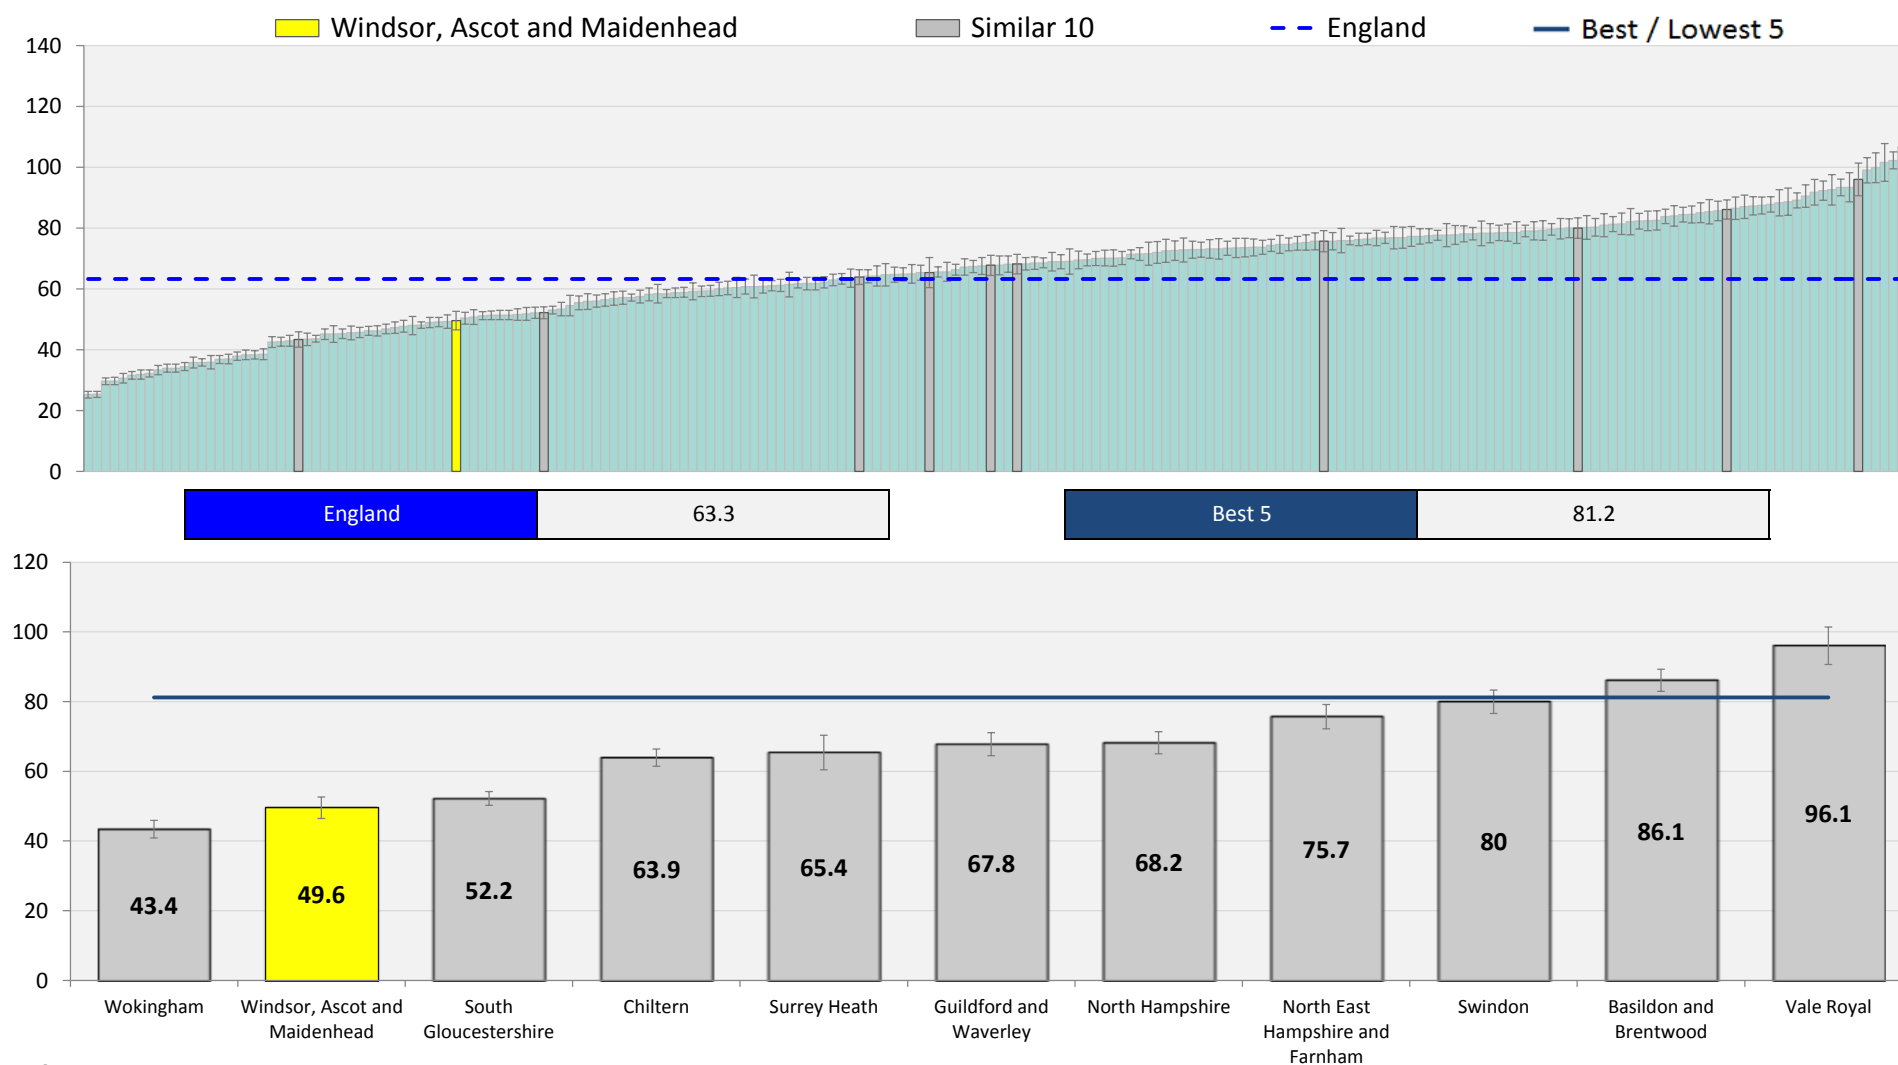 Windsor, Ascot and Maidenhead
Similar 10
England
Best / Lowest 5
140
120
100
80
60
40
20
0
England
63.3
Best 5
81.2
120
100
80
60
40
20
0
43.4
49.6
52.2
63.9
65.4
67.8
68.2
75.7
80
86.1
96.1
Wokingham
Windsor, Ascot and
Maidenhead
South
Gloucestershire
Chiltern
Surrey Heath
Guildford and
Waverley
North Hampshire
North East
Hampshire and
Farnham
Swindon
Basildon and
Brentwood
Vale Royal